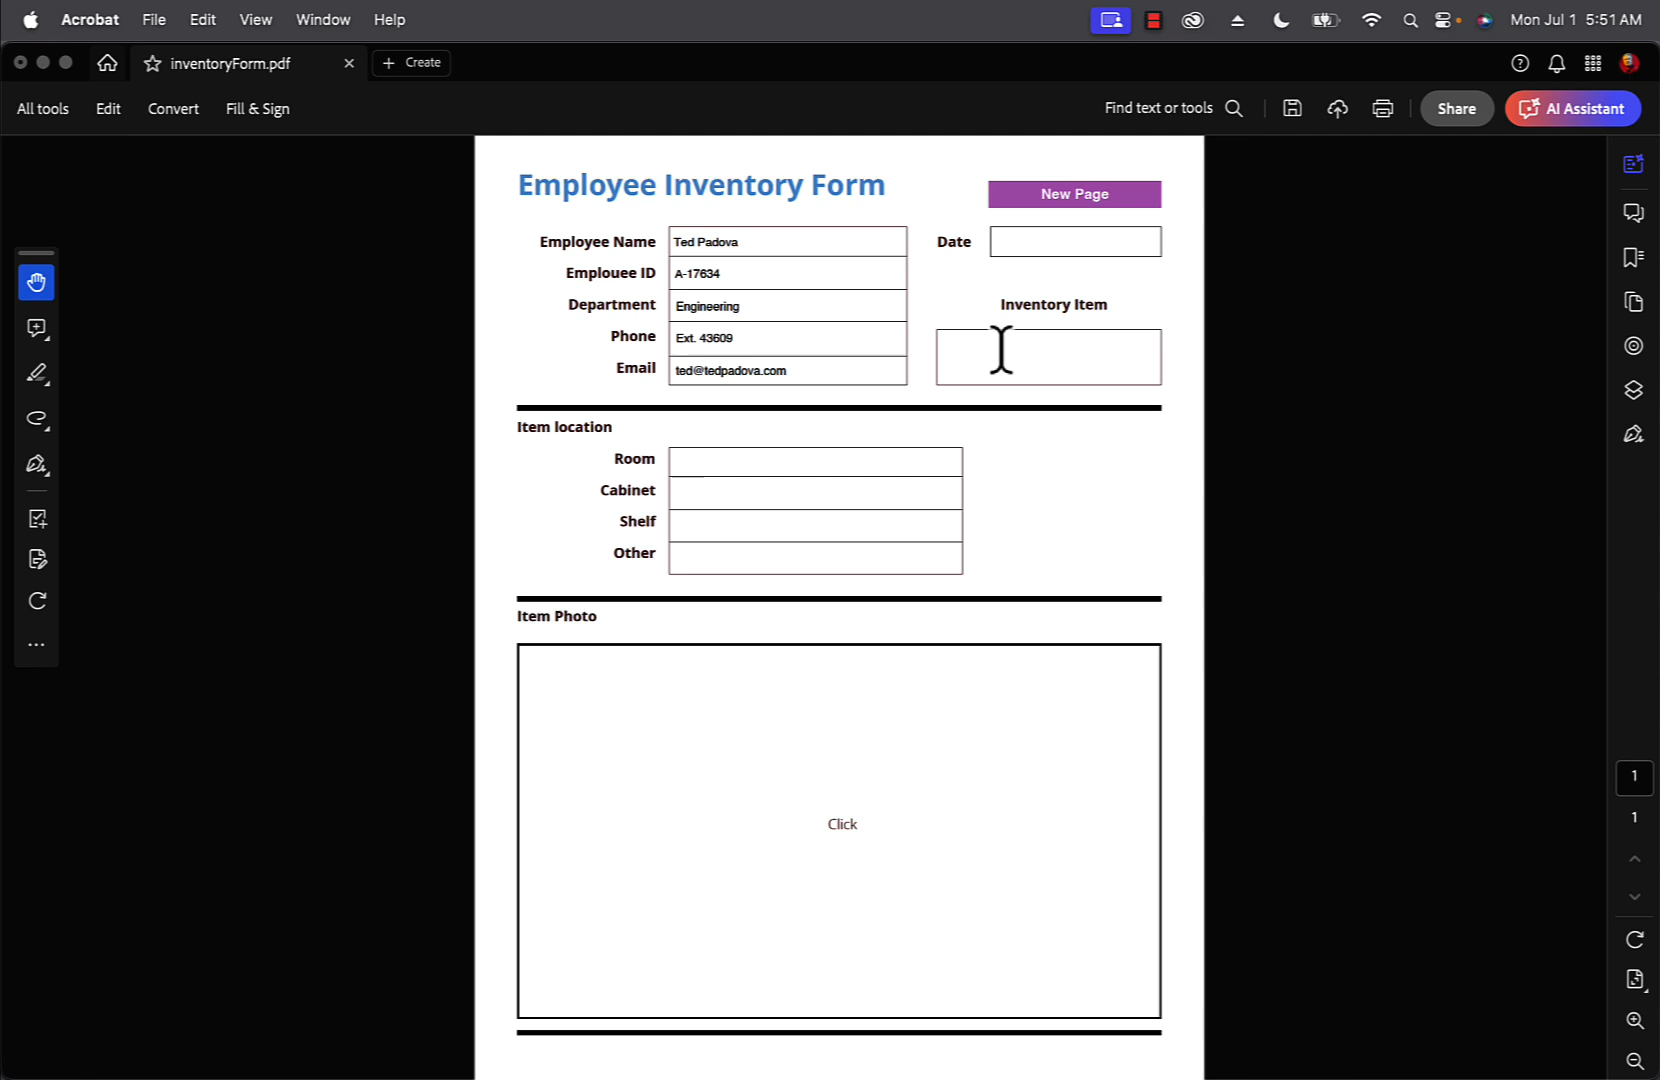 Acrobat File Edit View Window Help Mon Jul 1 5:51 AM
inventoryForm.pdf + Create
All tools Edit Convert Fill & Sign Find text or tools Share AI Assistant
Employee Inventory Form
New Page
Employee Name Ted Padova Date
Emplouee ID A-17634
Department Engineering Inventory Item
Phone Ext. 43609
Email ted@tedpadova.com
Item location
Room
Cabinet
Shelf
Other
Item Photo
Click
1
1